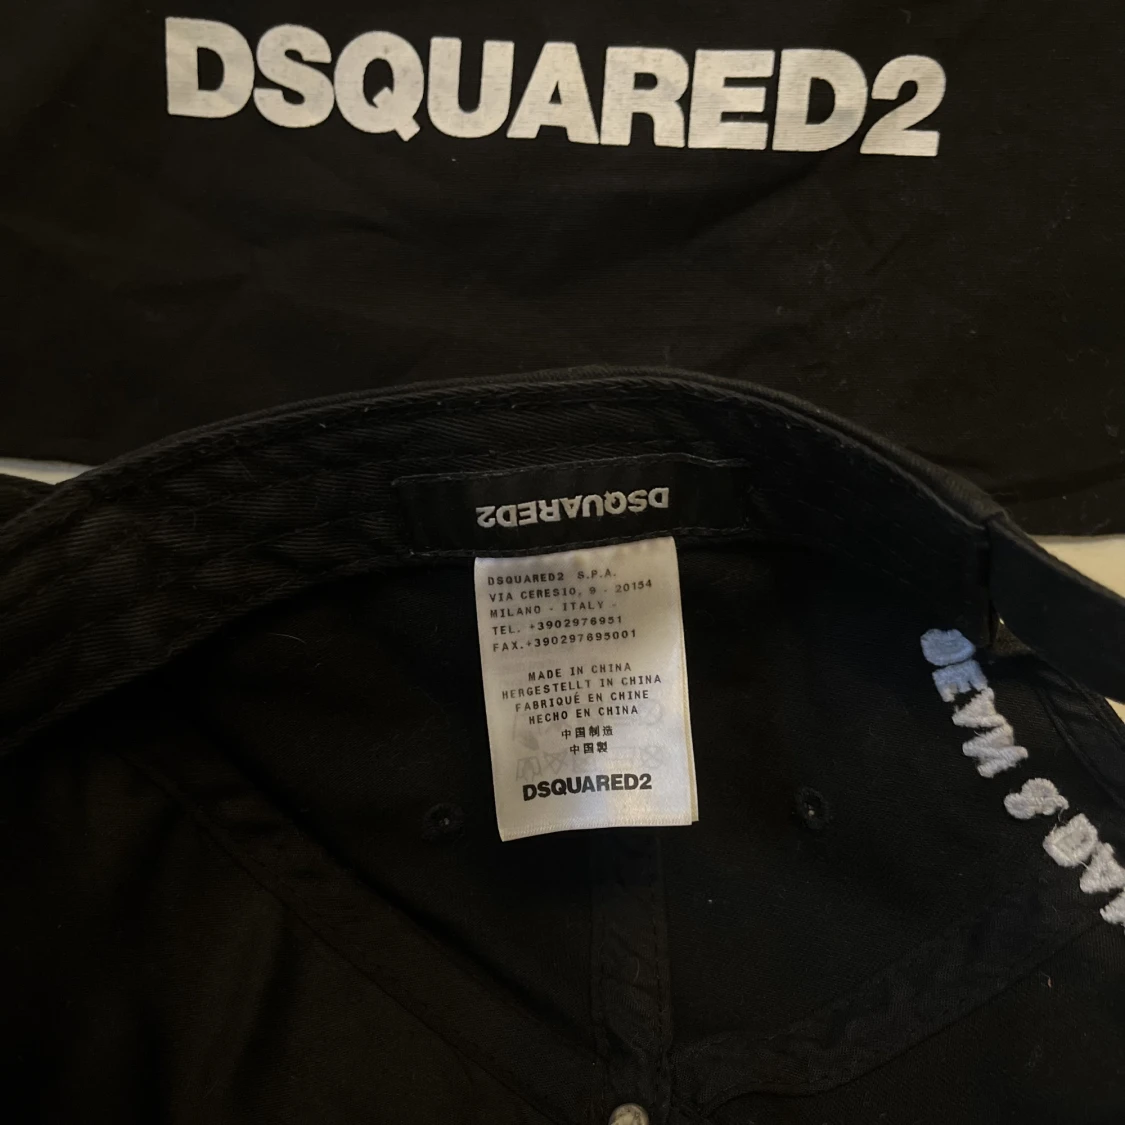 DSQUARED2
DSQUARED2
DSQUARED2 S.P.A.
VIA CERESIO, 9 - 20154
MILANO - ITALY -
TEL. +3902976951
FAX.+390297695001
MADE IN CHINA
HERGESTELLT IN CHINA
FABRIQUÉ EN CHINE
HECHO EN CHINA
中国制造
中国製
DSQUARED2